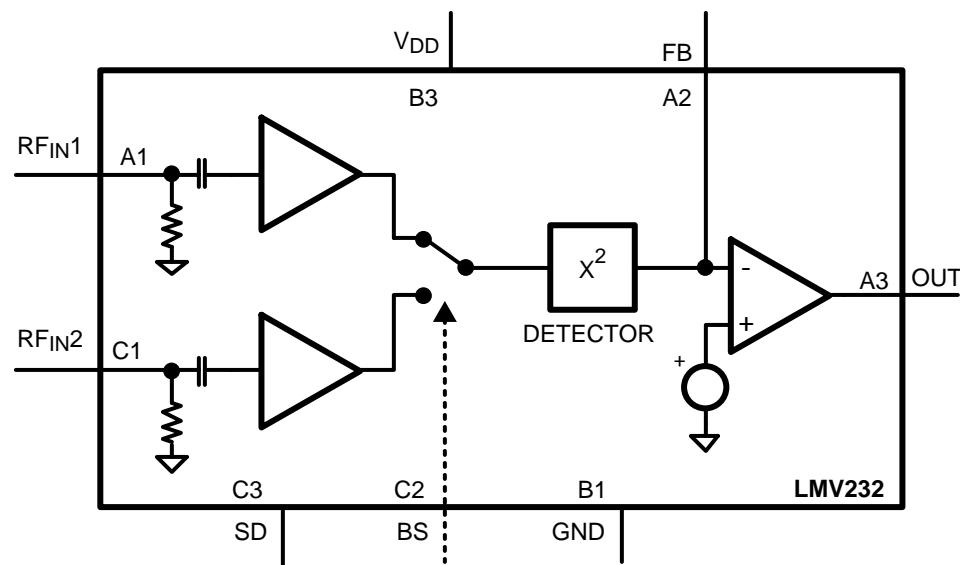 VDD
FB
B3
A2
RFIN1
A1
X2
-
A3
OUT
DETECTOR
+
+
RFIN2
C1
C3
C2
B1
LMV232
SD
BS
GND